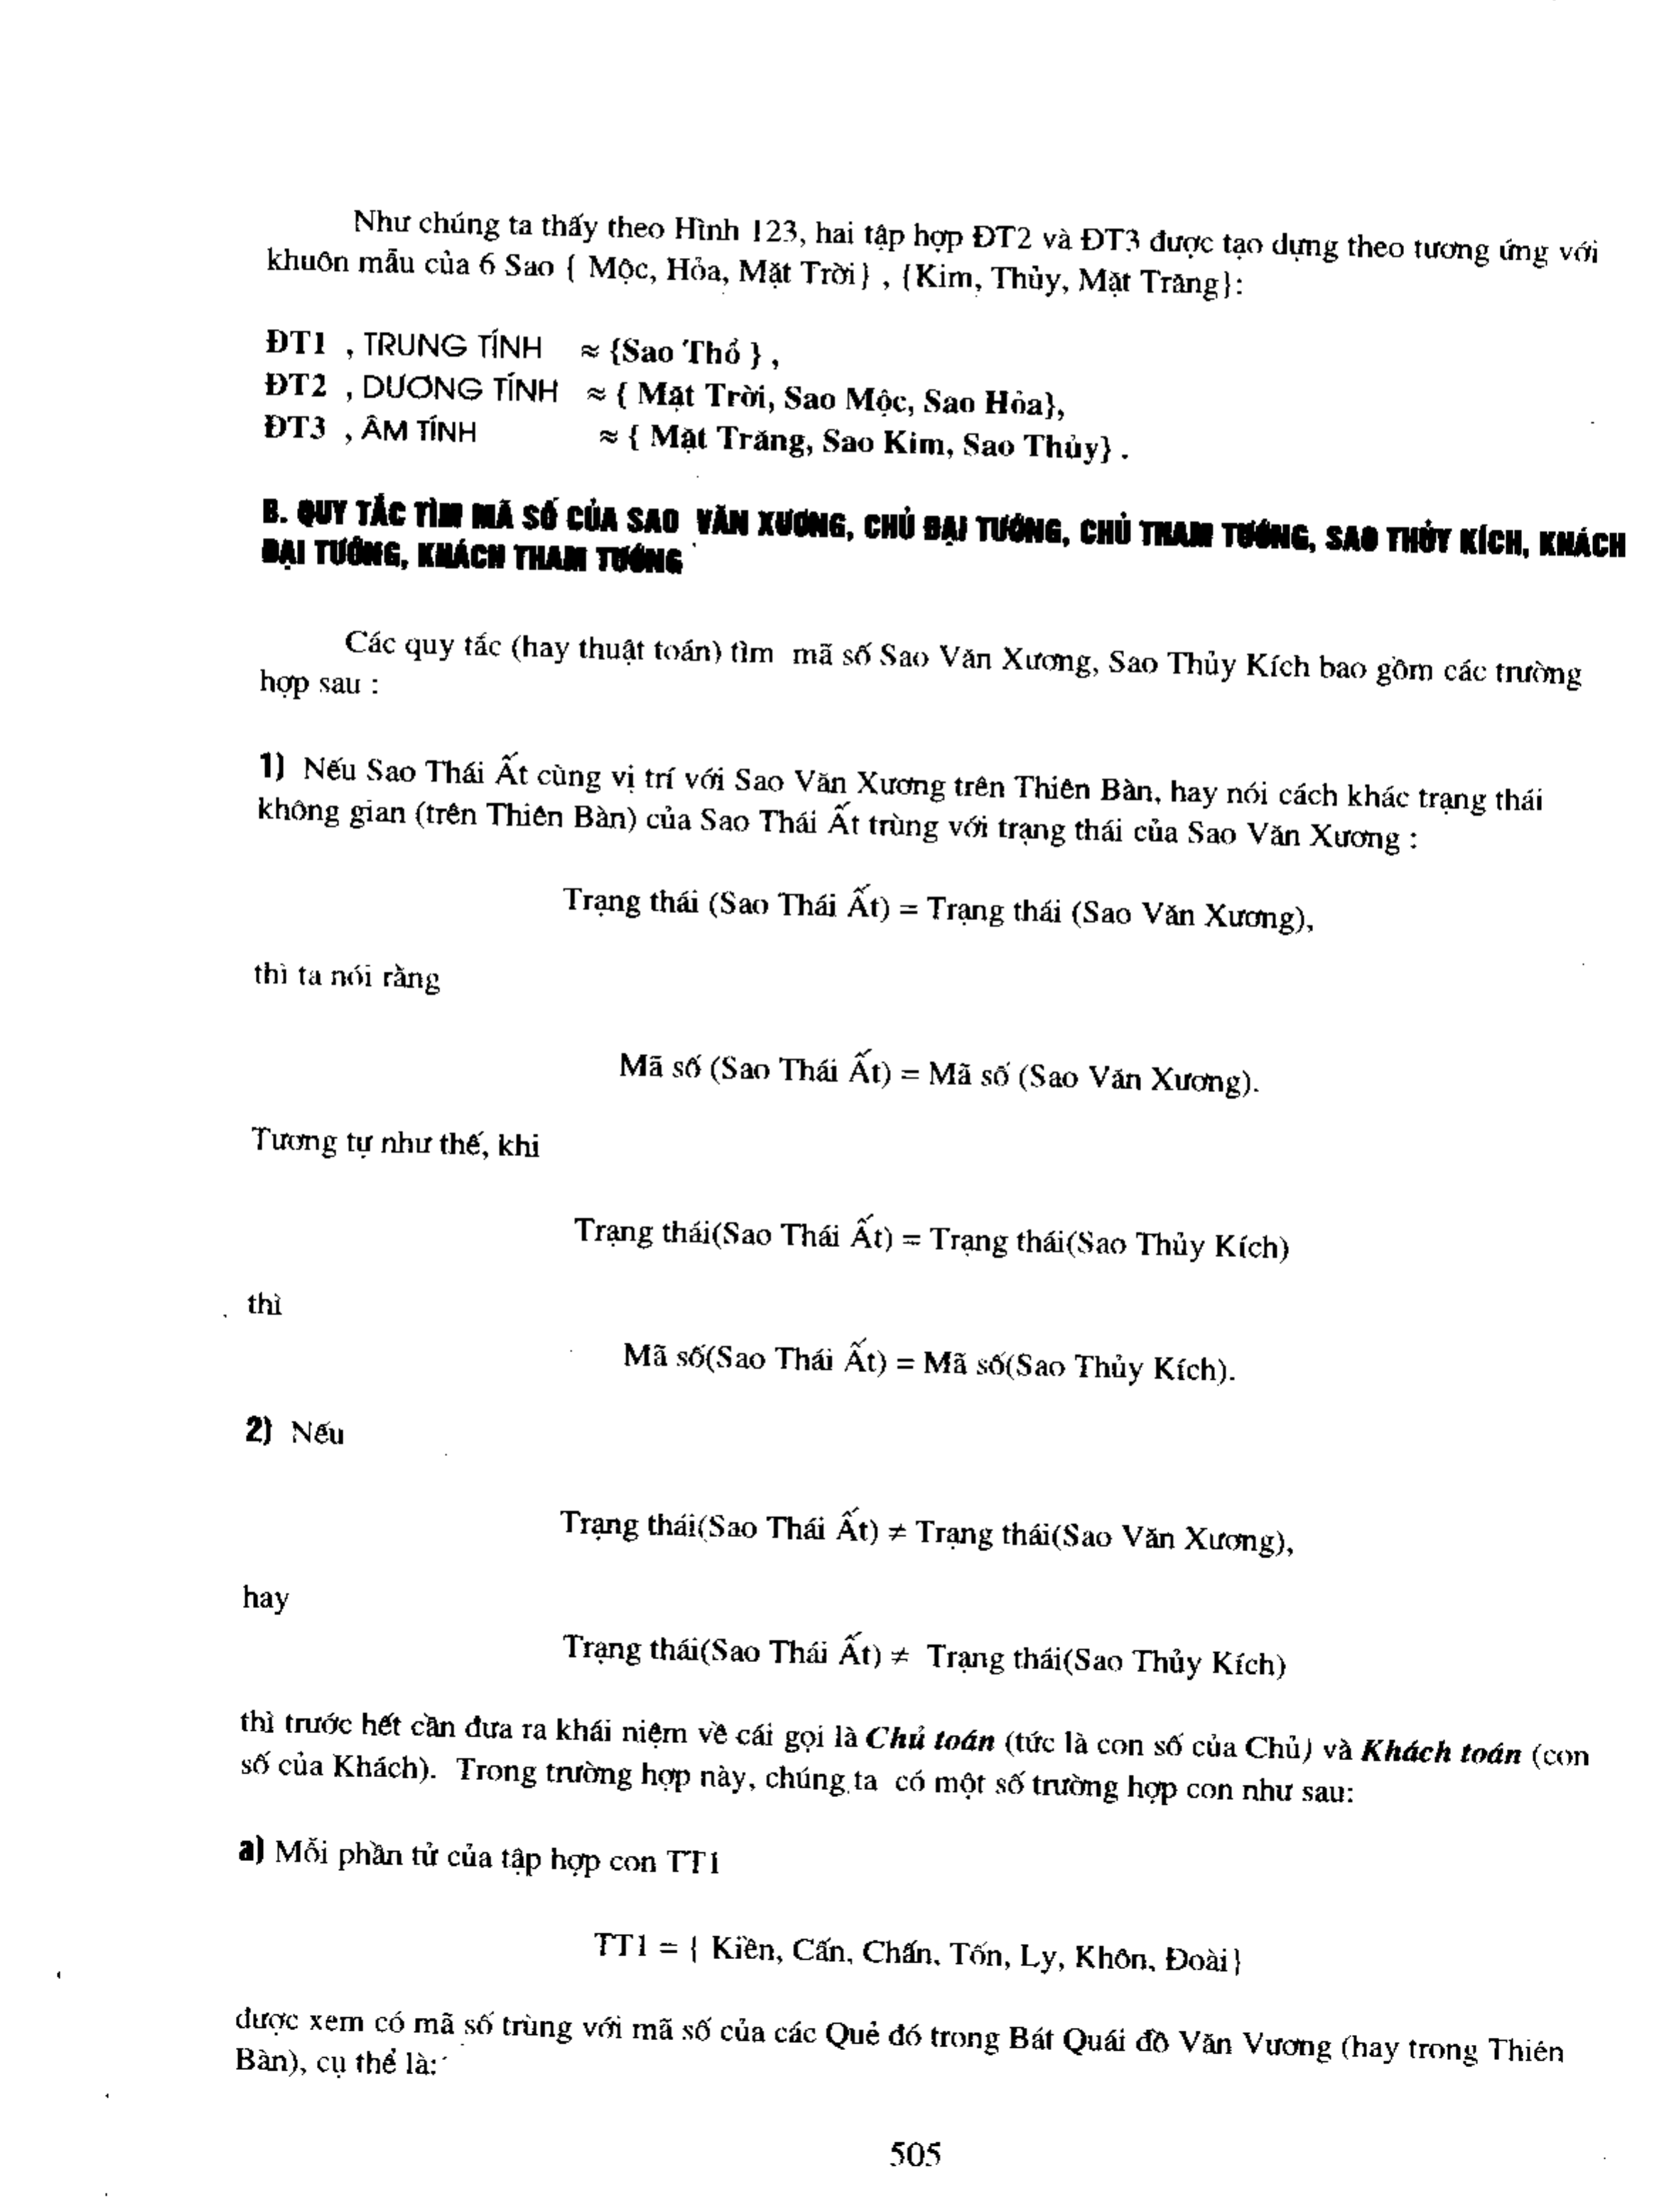 Như chúng ta thấy theo Hình 123, hai tập hợp ĐT2 và ĐT3 được tạo dựng theo tương ứng với
khuôn mẫu của 6 Sao { Mộc, Hỏa, Mặt Trời} , {Kim, Thủy, Mặt Trăng}:
ĐT1 , TRUNG TÍNH ≈ {Sao Thổ } ,
ĐT2 , DƯƠNG TÍNH ≈ { Mặt Trời, Sao Mộc, Sao Hỏa},
ĐT3 , ÂM TÍNH ≈ { Mặt Trăng, Sao Kim, Sao Thủy} .
B. QUY TẮC TÌM MÃ SỐ CỦA SAO VĂN XƯƠNG, CHỦ ĐẠI TƯỚNG, CHỦ THAM TƯỚNG, SAO THỦY KÍCH, KHÁCH
ĐẠI TƯỚNG, KHÁCH THAM TƯỚNG
Các quy tắc (hay thuật toán) tìm mã số Sao Văn Xương, Sao Thủy Kích bao gồm các trường
hợp sau :
1) Nếu Sao Thái Ất cùng vị trí với Sao Văn Xương trên Thiên Bàn, hay nói cách khác trạng thái
không gian (trên Thiên Bàn) của Sao Thái Ất trùng với trạng thái của Sao Văn Xương :
Trạng thái (Sao Thái Ất) = Trạng thái (Sao Văn Xương),
thì ta nói rằng
Mã số (Sao Thái Ất) = Mã số (Sao Văn Xương).
Tương tự như thế, khi
Trạng thái(Sao Thái Ất) = Trạng thái(Sao Thủy Kích)
thì
Mã số(Sao Thái Ất) = Mã số(Sao Thủy Kích).
2) Nếu
Trạng thái(Sao Thái Ất) ≠ Trạng thái(Sao Văn Xương),
hay
Trạng thái(Sao Thái Ất) ≠ Trạng thái(Sao Thủy Kích)
thì trước hết cần đưa ra khái niệm về cái gọi là Chủ toán (tức là con số của Chủ) và Khách toán (con
số của Khách). Trong trường hợp này, chúng ta có một số trường hợp con như sau:
a) Mỗi phần tử của tập hợp con TT1
TT1 = { Kiền, Cấn, Chấn, Tốn, Ly, Khôn, Đoài}
được xem có mã số trùng với mã số của các Quẻ đó trong Bát Quái đồ Văn Vương (hay trong Thiên
Bàn), cụ thể là:
505